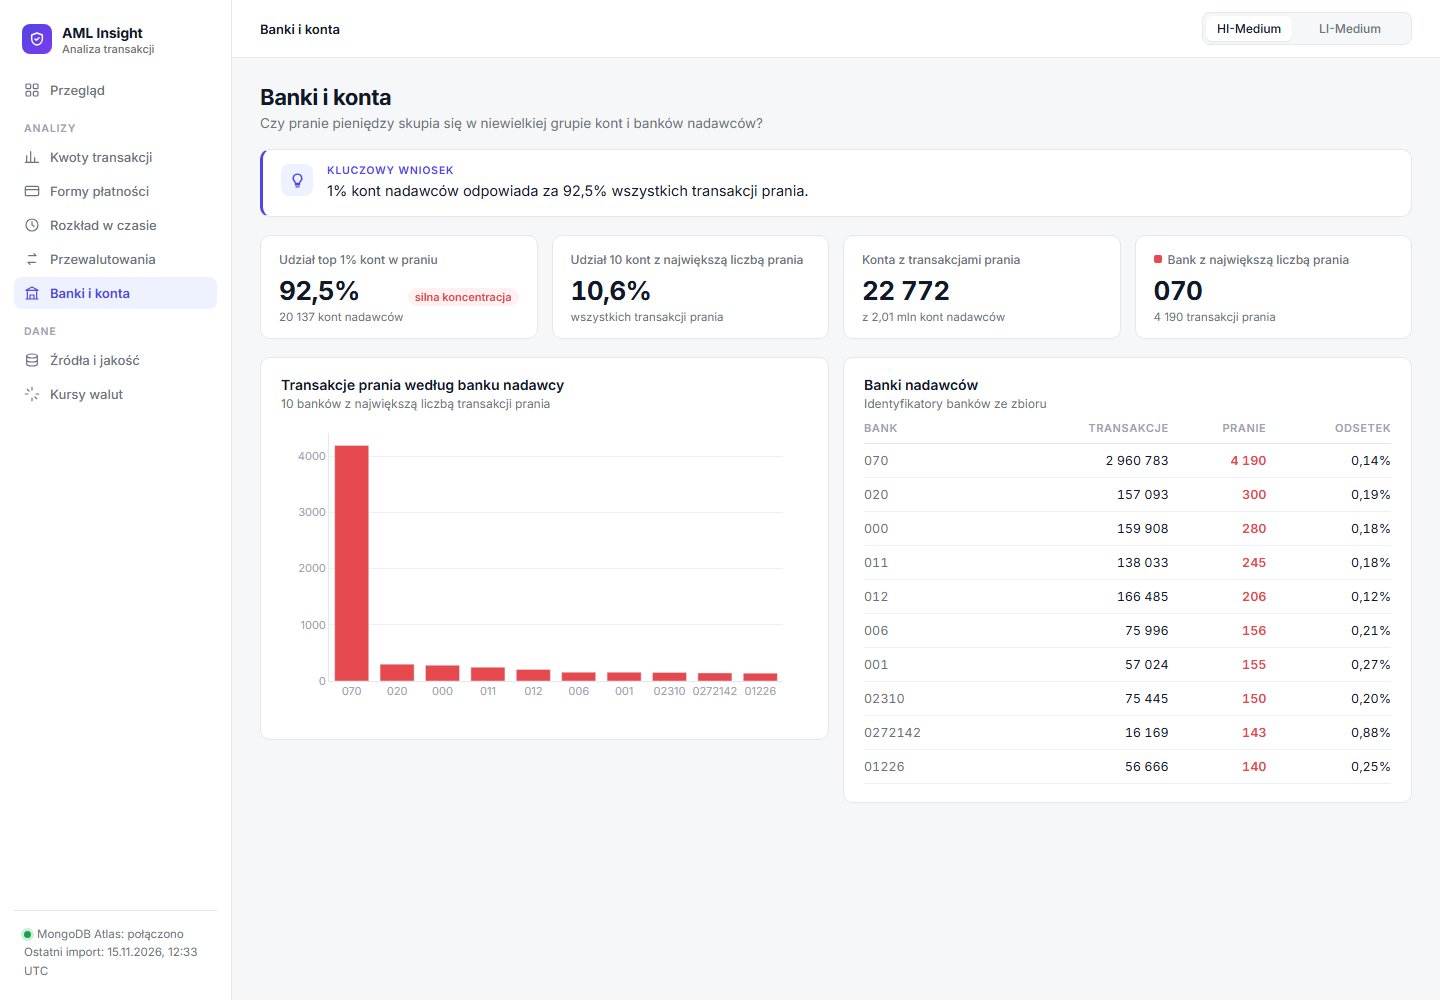 AML Insight
Analiza transakcji
Przegląd
ANALIZY
Kwoty transakcji
Formy płatności
Rozkład w czasie
Przewalutowania
Banki i konta
DANE
Źródła i jakość
Kursy walut
MongoDB Atlas: połączono
Ostatni import: 15.11.2026, 12:33
UTC
Banki i konta
HI-Medium LI-Medium
Banki i konta
Czy pranie pieniędzy skupia się w niewielkiej grupie kont i banków nadawców?
KLUCZOWY WNIOSEK
1% kont nadawców odpowiada za 92,5% wszystkich transakcji prania.
Udział top 1% kont w praniu
92,5% silna koncentracja
20 137 kont nadawców
Udział 10 kont z największą liczbą prania
10,6%
wszystkich transakcji prania
Konta z transakcjami prania
22 772
z 2,01 mln kont nadawców
Bank z największą liczbą prania
070
4 190 transakcji prania
Transakcje prania według banku nadawcy
10 banków z największą liczbą transakcji prania
4000
3000
2000
1000
0
070 020 000 011 012 006 001 02310 0272142 01226
Banki nadawców
Identyfikatory banków ze zbioru
BANK TRANSAKCJE PRANIE ODSETEK
070 2 960 783 4 190 0,14%
020 157 093 300 0,19%
000 159 908 280 0,18%
011 138 033 245 0,18%
012 166 485 206 0,12%
006 75 996 156 0,21%
001 57 024 155 0,27%
02310 75 445 150 0,20%
0272142 16 169 143 0,88%
01226 56 666 140 0,25%